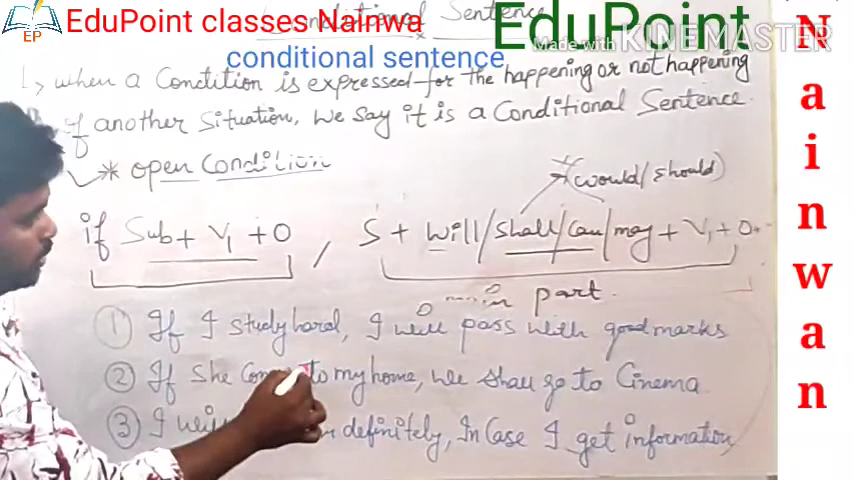 EP
EduPoint classes Nainwa
EduPoint
Made with KINEMASTER
Conditional Sentence
conditional sentence
when a Condition is expressed for the happening or not happening
of another Situation, we say it is a Conditional Sentence.
* open Condition
(would/should)
if Sub + V1 + O , S + will/shall/can/may + V1 + O.
main part.
① If I study hard, I will pass with good marks
② If She to my home, we shall go to Cinema.
③ I will definitely, In Case I get information,
N
a
i
n
w
a
n